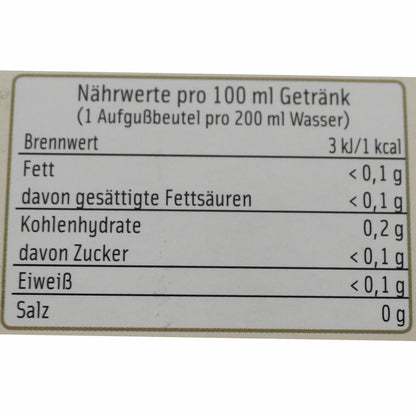 Nährwerte pro 100 ml Getränk
(1 Aufgußbeutel pro 200 ml Wasser)
Brennwert 3 kJ/1 kcal
Fett < 0,1 g
davon gesättigte Fettsäuren < 0,1 g
Kohlenhydrate 0,2 g
davon Zucker < 0,1 g
Eiweiß < 0,1 g
Salz 0 g